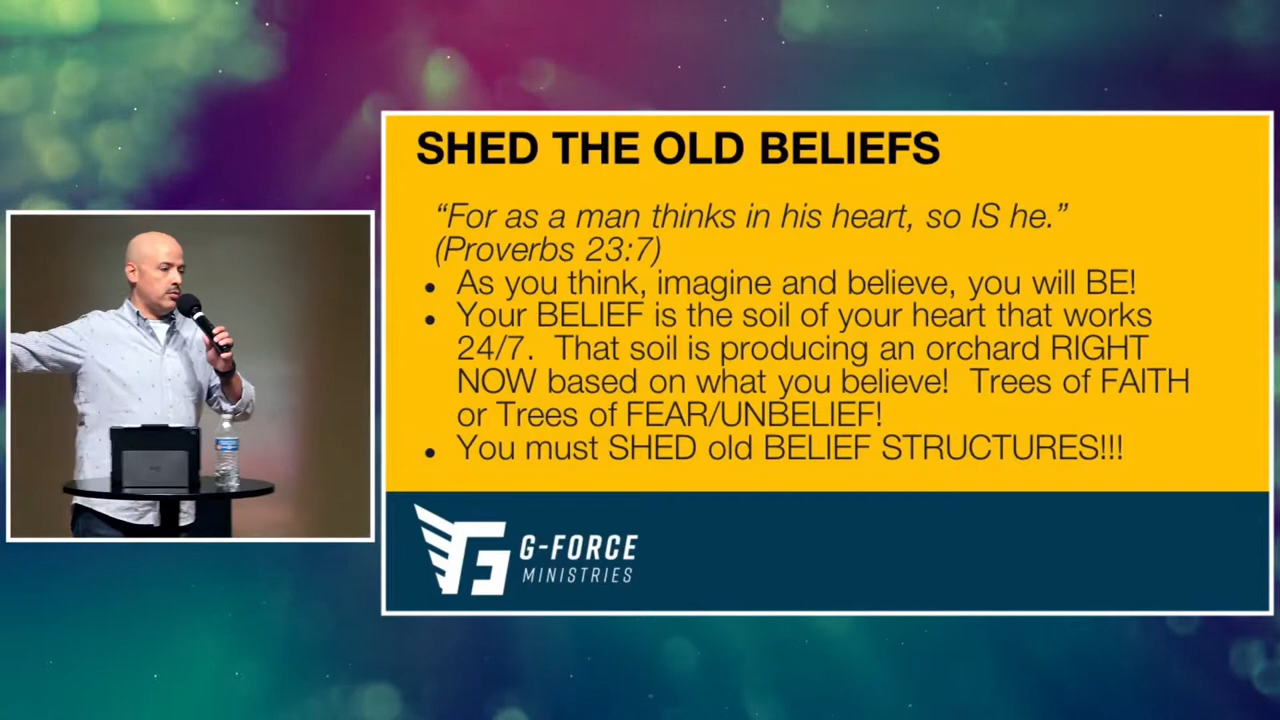 SHED THE OLD BELIEFS
“For as a man thinks in his heart, so IS he.”
(Proverbs 23:7)
• As you think, imagine and believe, you will BE!
• Your BELIEF is the soil of your heart that works
24/7.  That soil is producing an orchard RIGHT
NOW based on what you believe!  Trees of FAITH
or Trees of FEAR/UNBELIEF!
• You must SHED old BELIEF STRUCTURES!!!
G-FORCE
MINISTRIES